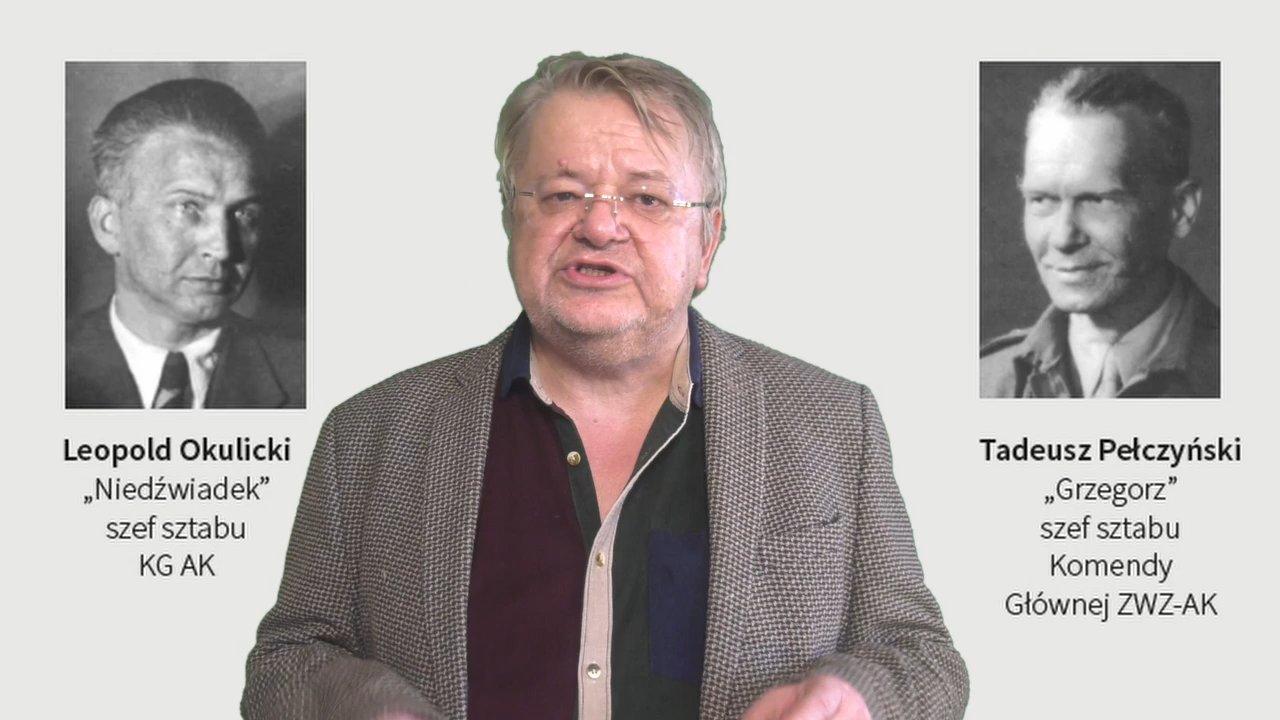 Leopold Okulicki
„Niedźwiadek”
szef sztabu
KG AK
Tadeusz Pełczyński
„Grzegorz”
szef sztabu
Komendy
Głównej ZWZ-AK